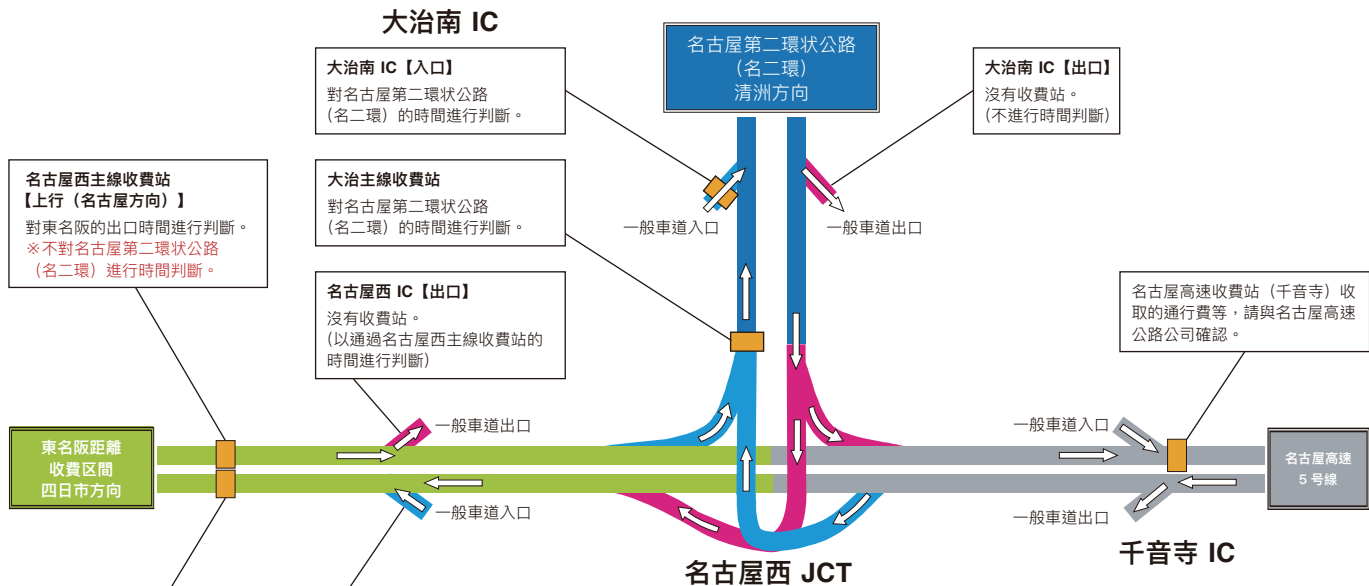 大治南 IC
大治南 IC【入口】
對名古屋第二環状公路
(名二環)的時間進行判斷。
名古屋第二環状公路
(名二環)
清洲方向
大治南 IC【出口】
沒有收費站。
(不進行時間判斷)
名古屋西主線收費站
【上行（名古屋方向）】
對東名阪的出口時間進行判斷。
※不對名古屋第二環状公路
(名二環）進行時間判斷。
大治主線收費站
對名古屋第二環状公路
(名二環)的時間進行判斷。
一般車道入口
一般車道出口
名古屋西 IC【出口】
沒有收費站。
(以通過名古屋西主線收費站的
時間進行判斷)
名古屋高速收費站（千音寺）收
取的通行費等，請與名古屋高速
公路公司確認。
一般車道出口
一般車道入口
東名阪距離
收費区間
四日市方向
名古屋高速
5 号線
一般車道入口
一般車道出口
名古屋西 JCT
千音寺 IC